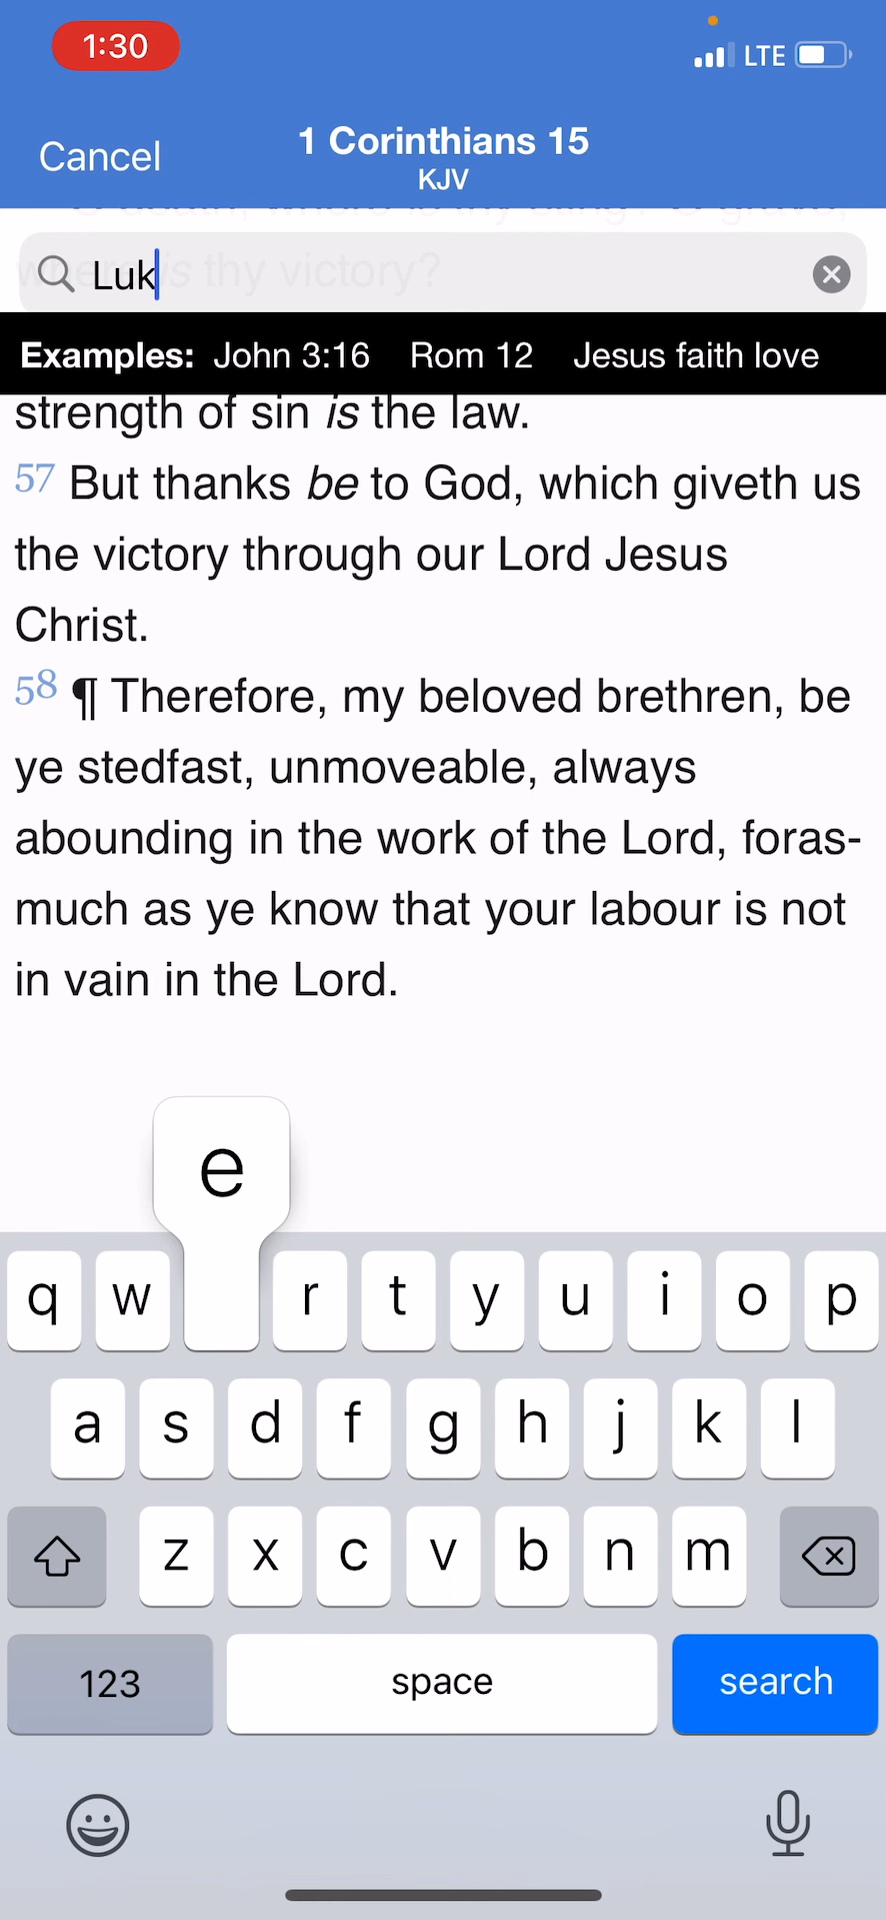 1:30
LTE
Cancel
1 Corinthians 15
KJV
Luk
is thy victory?
Examples: John 3:16 Rom 12 Jesus faith love
strength of sin is the law.
57 But thanks be to God, which giveth us
the victory through our Lord Jesus
Christ.
58 ¶ Therefore, my beloved brethren, be
ye stedfast, unmoveable, always
abounding in the work of the Lord, foras-
much as ye know that your labour is not
in vain in the Lord.
e
q w r t y u i o p
a s d f g h j k l
z x c v b n m
123 space search